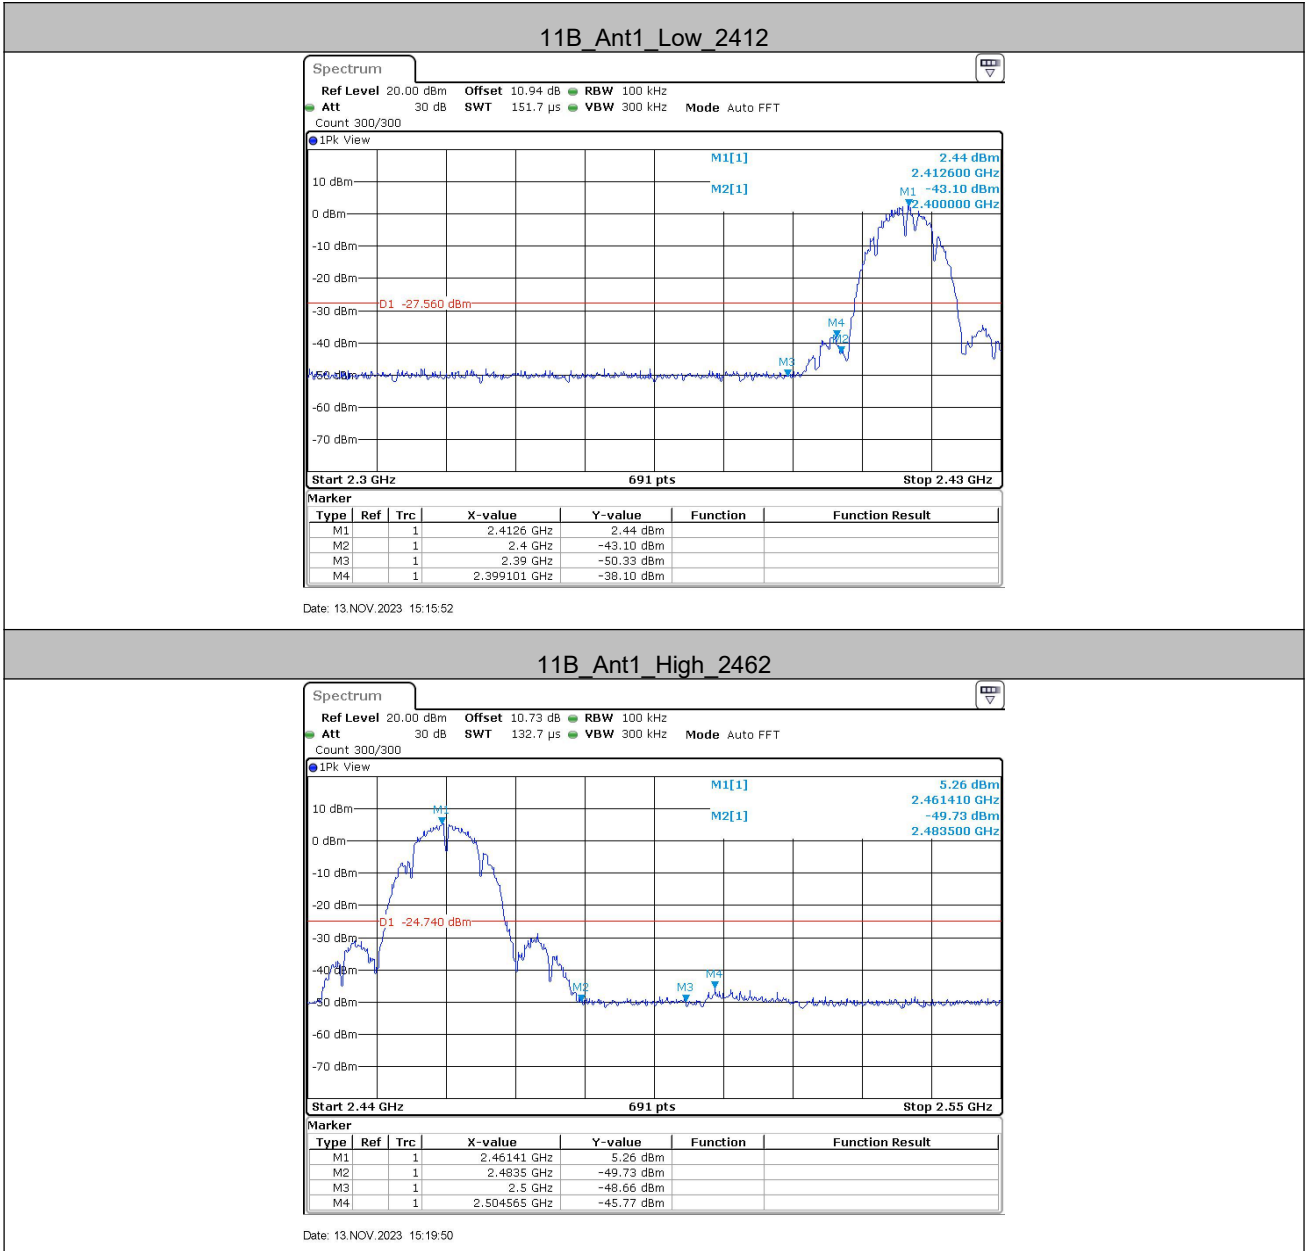 11B_Ant1_Low_2412
Spectrum
Ref Level 20.00 dBm Offset 10.94 dB RBW 100 kHz
Att 30 dB SWT 151.7 µs VBW 300 kHz Mode Auto FFT
Count 300/300
1Pk View
M1[1] 2.44 dBm
2.412600 GHz
M2[1] -43.10 dBm
2.400000 GHz
M1
10 dBm
0 dBm
-10 dBm
-20 dBm
D1 -27.560 dBm
-30 dBm
M4
M2
-40 dBm
M3
-50 dBm
-60 dBm
-70 dBm
Start 2.3 GHz 691 pts Stop 2.43 GHz
Marker
Type Ref Trc X-value Y-value Function Function Result
M1 1 2.4126 GHz 2.44 dBm
M2 1 2.4 GHz -43.10 dBm
M3 1 2.39 GHz -50.33 dBm
M4 1 2.399101 GHz -38.10 dBm
Date: 13.NOV.2023 15:15:52
11B_Ant1_High_2462
Spectrum
Ref Level 20.00 dBm Offset 10.73 dB RBW 100 kHz
Att 30 dB SWT 132.7 µs VBW 300 kHz Mode Auto FFT
Count 300/300
1Pk View
M1[1] 5.26 dBm
2.461410 GHz
M2[1] -49.73 dBm
2.483500 GHz
10 dBm
M1
0 dBm
-10 dBm
-20 dBm
D1 -24.740 dBm
-30 dBm
-40 dBm
M2 M3 M4
-50 dBm
-60 dBm
-70 dBm
Start 2.44 GHz 691 pts Stop 2.55 GHz
Marker
Type Ref Trc X-value Y-value Function Function Result
M1 1 2.46141 GHz 5.26 dBm
M2 1 2.4835 GHz -49.73 dBm
M3 1 2.5 GHz -48.66 dBm
M4 1 2.504565 GHz -45.77 dBm
Date: 13.NOV.2023 15:19:50